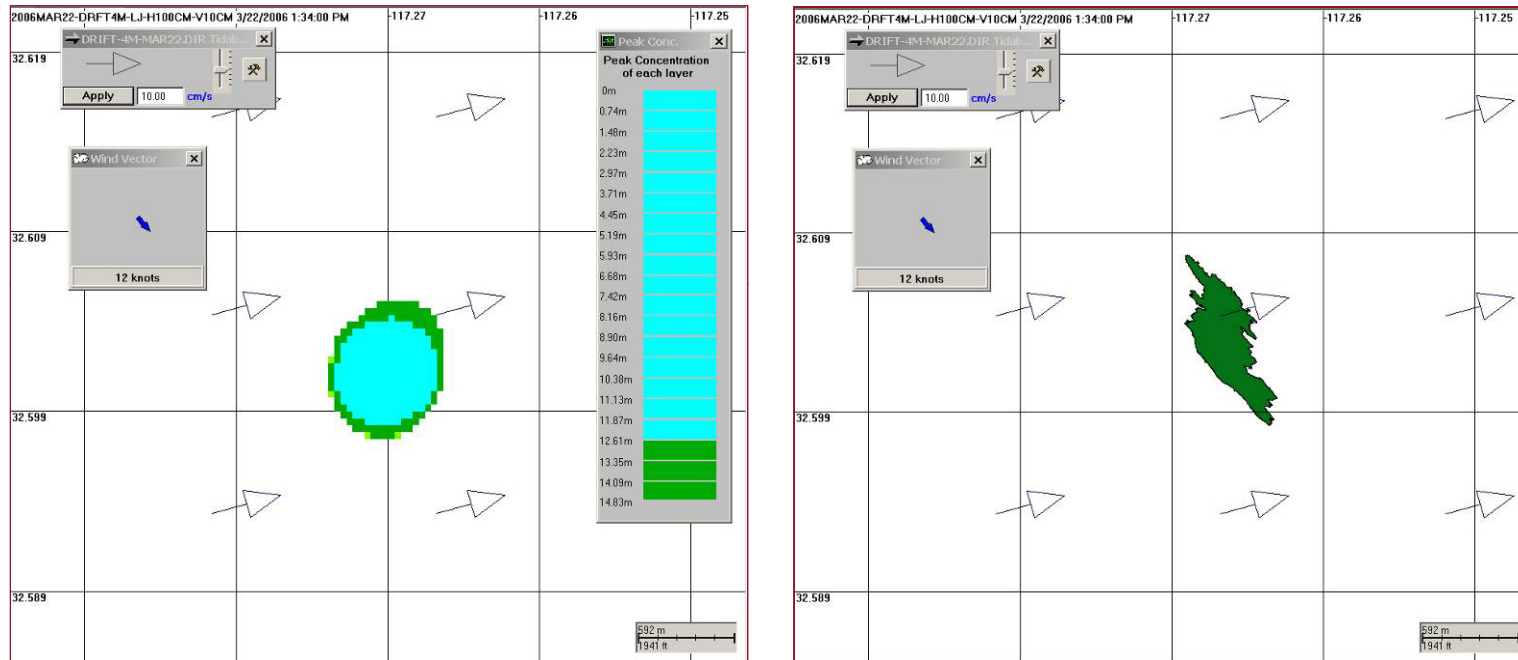 2006MAR22-DRFT4M-LJ-H100CM-V10CM 3/22/2006 1:34:00 PM
-117.27
-117.26
-117.25
DRIFT-4M-MAR22.DIR Tidal:...
Apply
10.00
cm/s
Wind Vector
12 knots
32.619
32.609
32.599
32.589
Peak Conc.
Peak Concentration
of each layer
0m
0.74m
1.48m
2.23m
2.97m
3.71m
4.45m
5.19m
5.93m
6.68m
7.42m
8.16m
8.90m
9.64m
10.38m
11.13m
11.87m
12.61m
13.35m
14.09m
14.83m
592 m
1941 ft
2006MAR22-DRFT4M-LJ-H100CM-V10CM 3/22/2006 1:34:00 PM
-117.27
-117.26
-117.25
DRIFT-4M-MAR22.DIR Tidal:...
Apply
10.00
cm/s
Wind Vector
12 knots
32.619
32.609
32.599
32.589
592 m
1941 ft